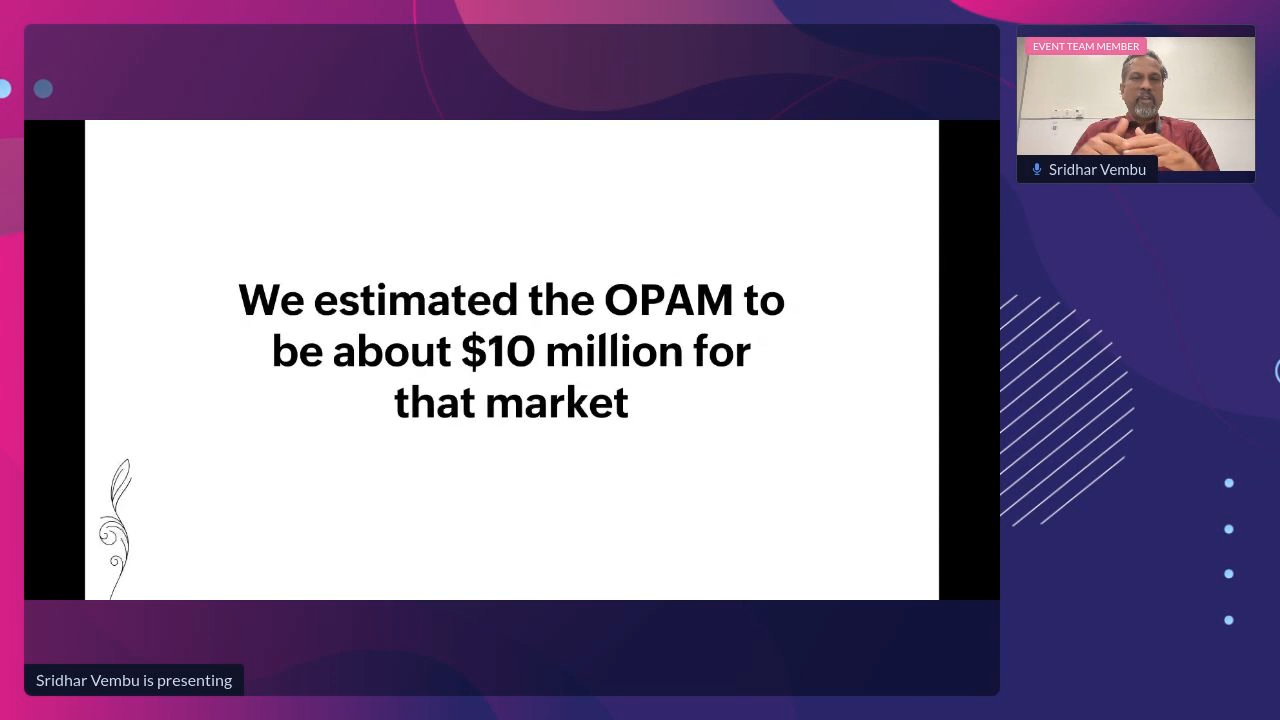 EVENT TEAM MEMBER
Sridhar Vembu
We estimated the OPAM to
be about $10 million for
that market
Sridhar Vembu is presenting